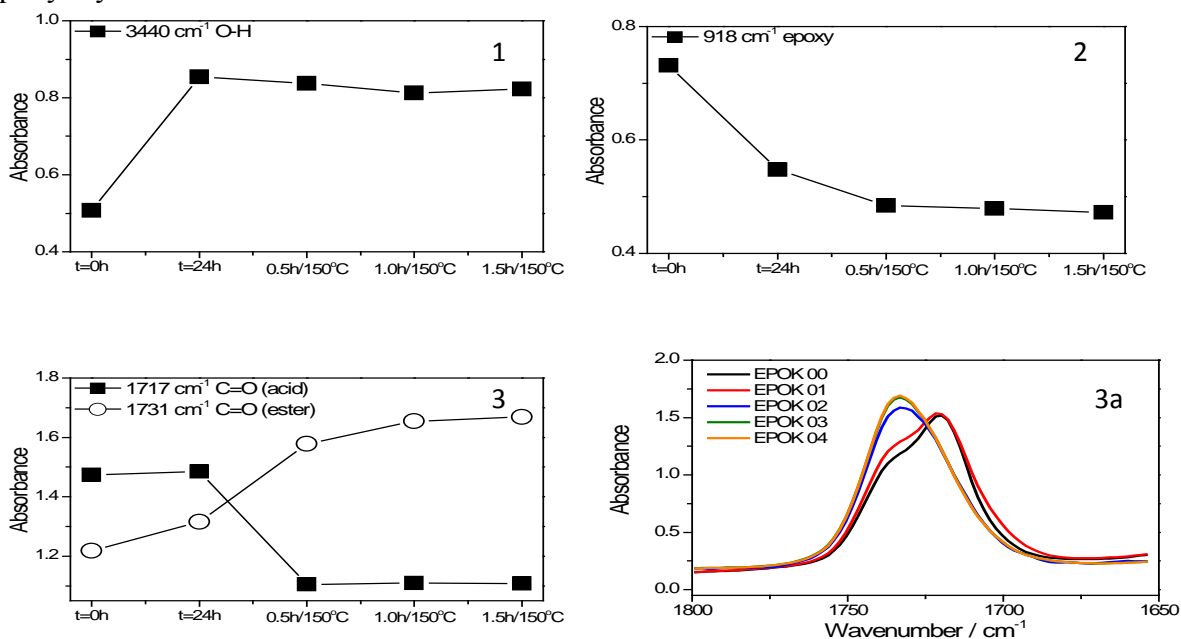 1.0
3440 cm⁻¹ O-H
1
0.8
Absorbance
0.6
0.4
t=0h
t=24h
0.5h/150°C
1.0h/150°C
1.5h/150°C
0.8
918 cm⁻¹ epoxy
2
Absorbance
0.6
0.4
t=0h
t=24h
0.5h/150°C
1.0h/150°C
1.5h/150°C
1.8
1717 cm⁻¹ C=O (acid)
1731 cm⁻¹ C=O (ester)
3
1.6
Absorbance
1.4
1.2
t=0h
t=24h
0.5h/150°C
1.0h/150°C
1.5h/150°C
2.0
EPOK 00
EPOK 01
EPOK 02
EPOK 03
EPOK 04
3a
1.5
Absorbance
1.0
0.5
0.0
1800
1750
1700
1650
Wavenumber / cm⁻¹